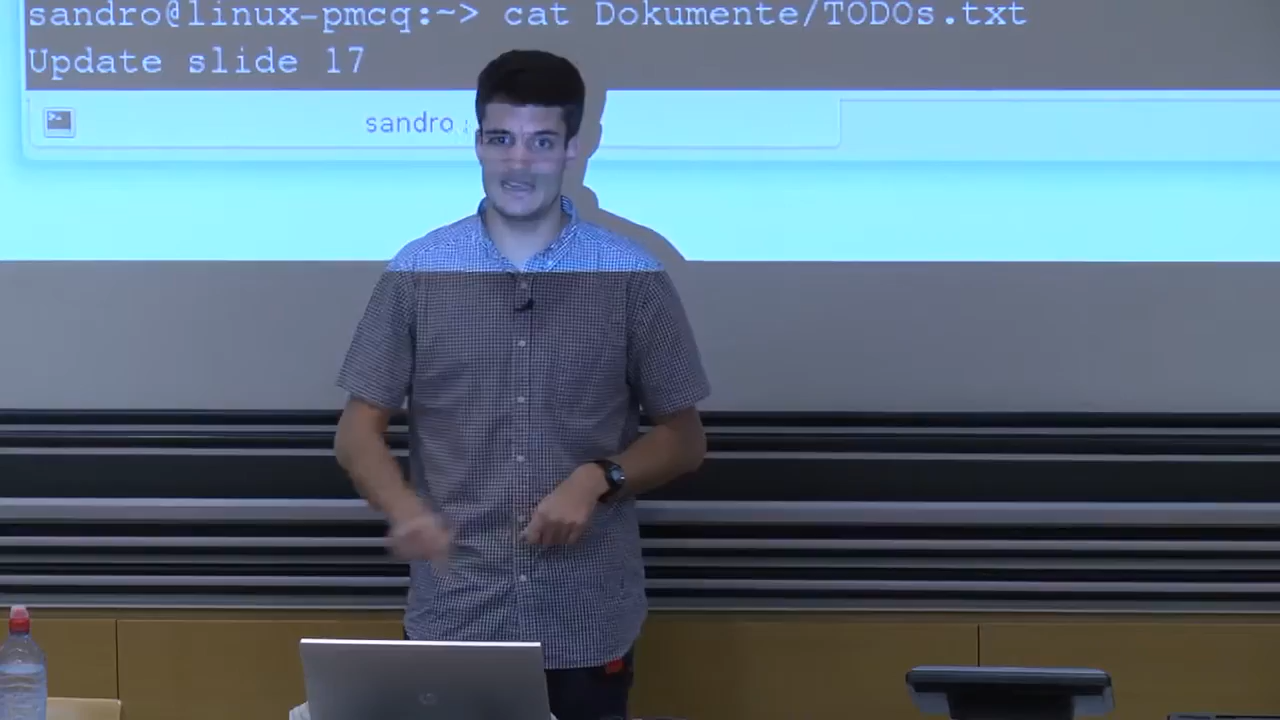 sandro@linux-pmcq:~> cat Dokumente/TODOs.txt
Update slide 17
sandro :